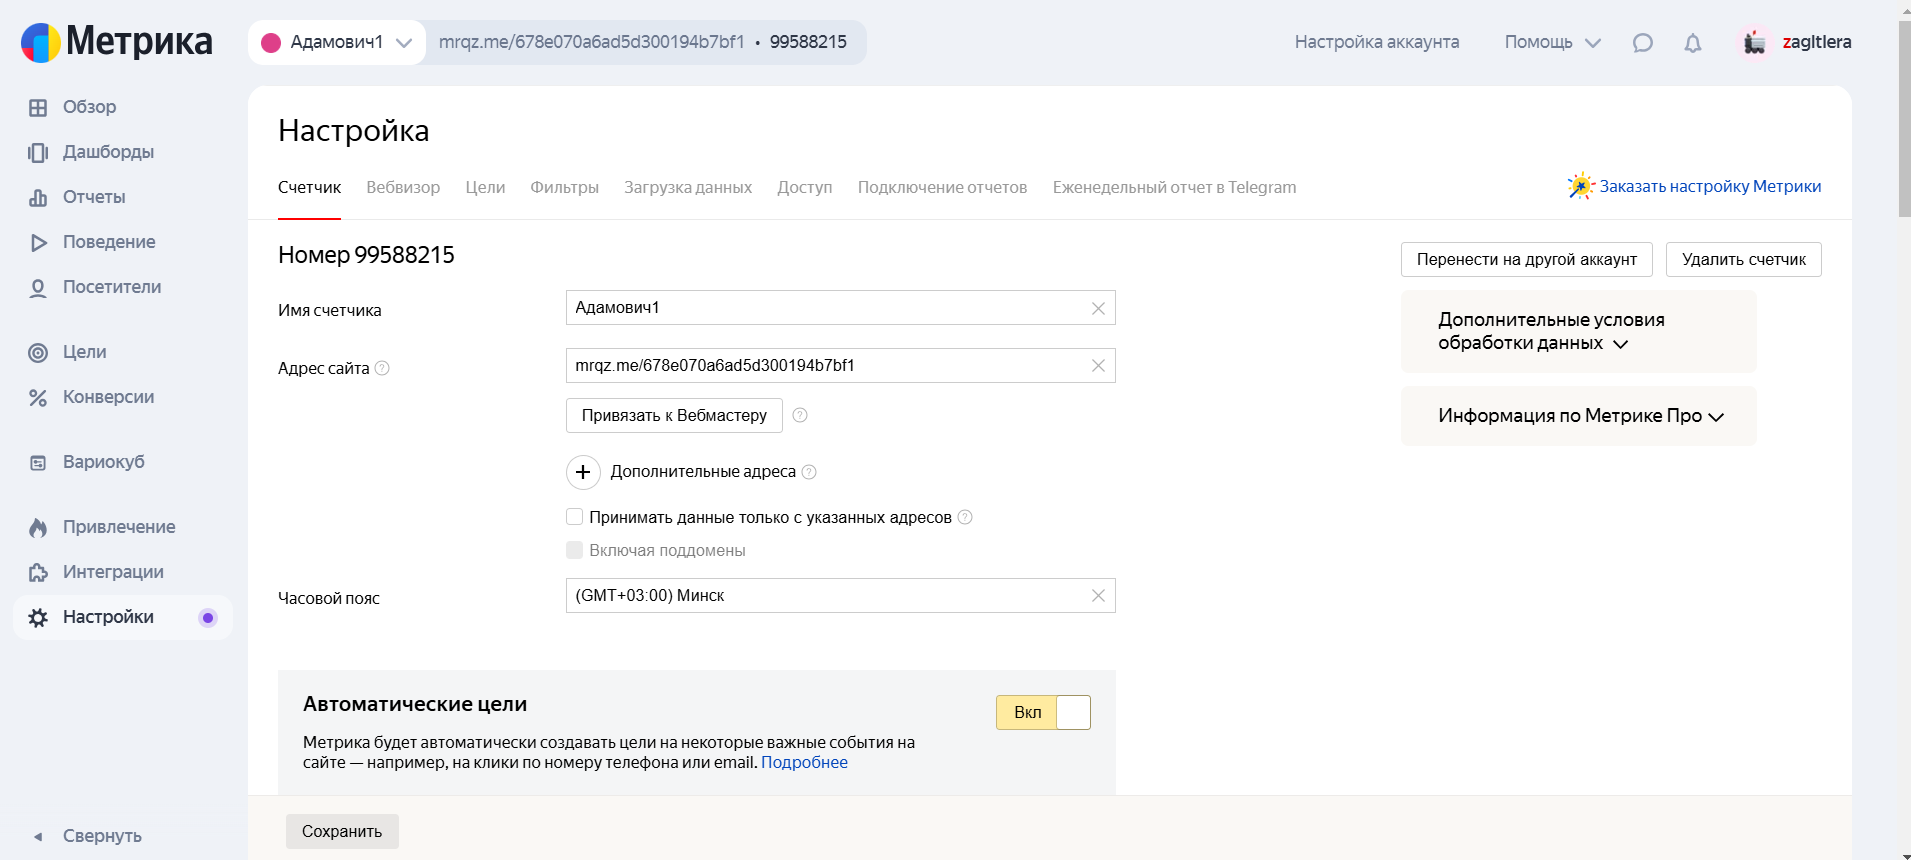 Метрика
Адамович1
mrqz.me/678e070a6ad5d300194b7bf1 • 99588215
Настройка аккаунта
Помощь
zagltlera
Обзор
Дашборды
Отчеты
Поведение
Посетители
Цели
Конверсии
Вариокуб
Привлечение
Интеграции
Настройки
Свернуть
Настройка
Счетчик
Вебвизор
Цели
Фильтры
Загрузка данных
Доступ
Подключение отчетов
Еженедельный отчет в Telegram
Заказать настройку Метрики
Номер 99588215
Перенести на другой аккаунт
Удалить счетчик
Имя счетчика
Адамович1
Адрес сайта ?
mrqz.me/678e070a6ad5d300194b7bf1
Привязать к Вебмастеру ?
+ Дополнительные адреса ?
Принимать данные только с указанных адресов ?
Включая поддомены
Часовой пояс
(GMT+03:00) Минск
Дополнительные условия
обработки данных
Информация по Метрике Про
Автоматические цели
Вкл
Метрика будет автоматически создавать цели на некоторые важные события на
сайте — например, на клики по номеру телефона или email. Подробнее
Сохранить